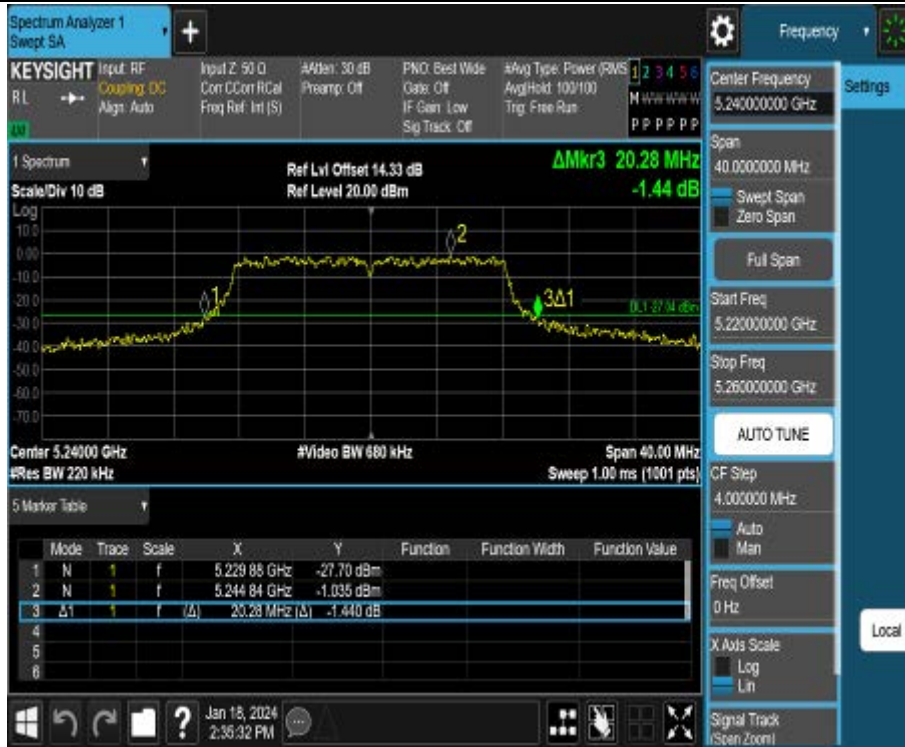 Spectrum Analyzer 1
Swept SA
+
Frequency
KEYSIGHT
RL
Input: RF
Coupling: DC
Align: Auto
Input Z: 50 Ω
Corr CCorr RCal
Freq Ref: Int (S)
#Atten: 30 dB
Preamp: Off
PNO: Best Wide
Gate: Off
IF Gain: Low
Sig Track: Off
#Avg Type: Power (RMS
Avg|Hold: 100/100
Trig: Free Run
1 2 3 4 5 6
M W W W W W
P P P P P P
Center Frequency
5.240000000 GHz
Settings
Span
40.0000000 MHz
Swept Span
Zero Span
Full Span
Start Freq
5.220000000 GHz
Stop Freq
5.260000000 GHz
AUTO TUNE
CF Step
4.000000 MHz
Auto
Man
Freq Offset
0 Hz
X Axis Scale
Log
Lin
Signal Track
(Span Zoom)
Local
1 Spectrum
Scale/Div 10 dB
Ref Lvl Offset 14.33 dB
Ref Level 20.00 dBm
ΔMkr3 20.28 MHz
-1.44 dB
Log
10.0
0.00
-10.0
-20.0
-30.0
-40.0
-50.0
-60.0
-70.0
1
2
3Δ1
DL1 -27.04 dBm
Center 5.24000 GHz
#Res BW 220 kHz
#Video BW 680 kHz
Span 40.00 MHz
Sweep 1.00 ms (1001 pts)
5 Marker Table
Mode Trace Scale X Y Function Function Width Function Value
1 N 1 f 5.229 88 GHz -27.70 dBm
2 N 1 f 5.244 84 GHz -1.035 dBm
3 Δ1 1 f (Δ) 20.28 MHz (Δ) -1.440 dB
4
5
6
?
Jan 18, 2024
2:35:32 PM